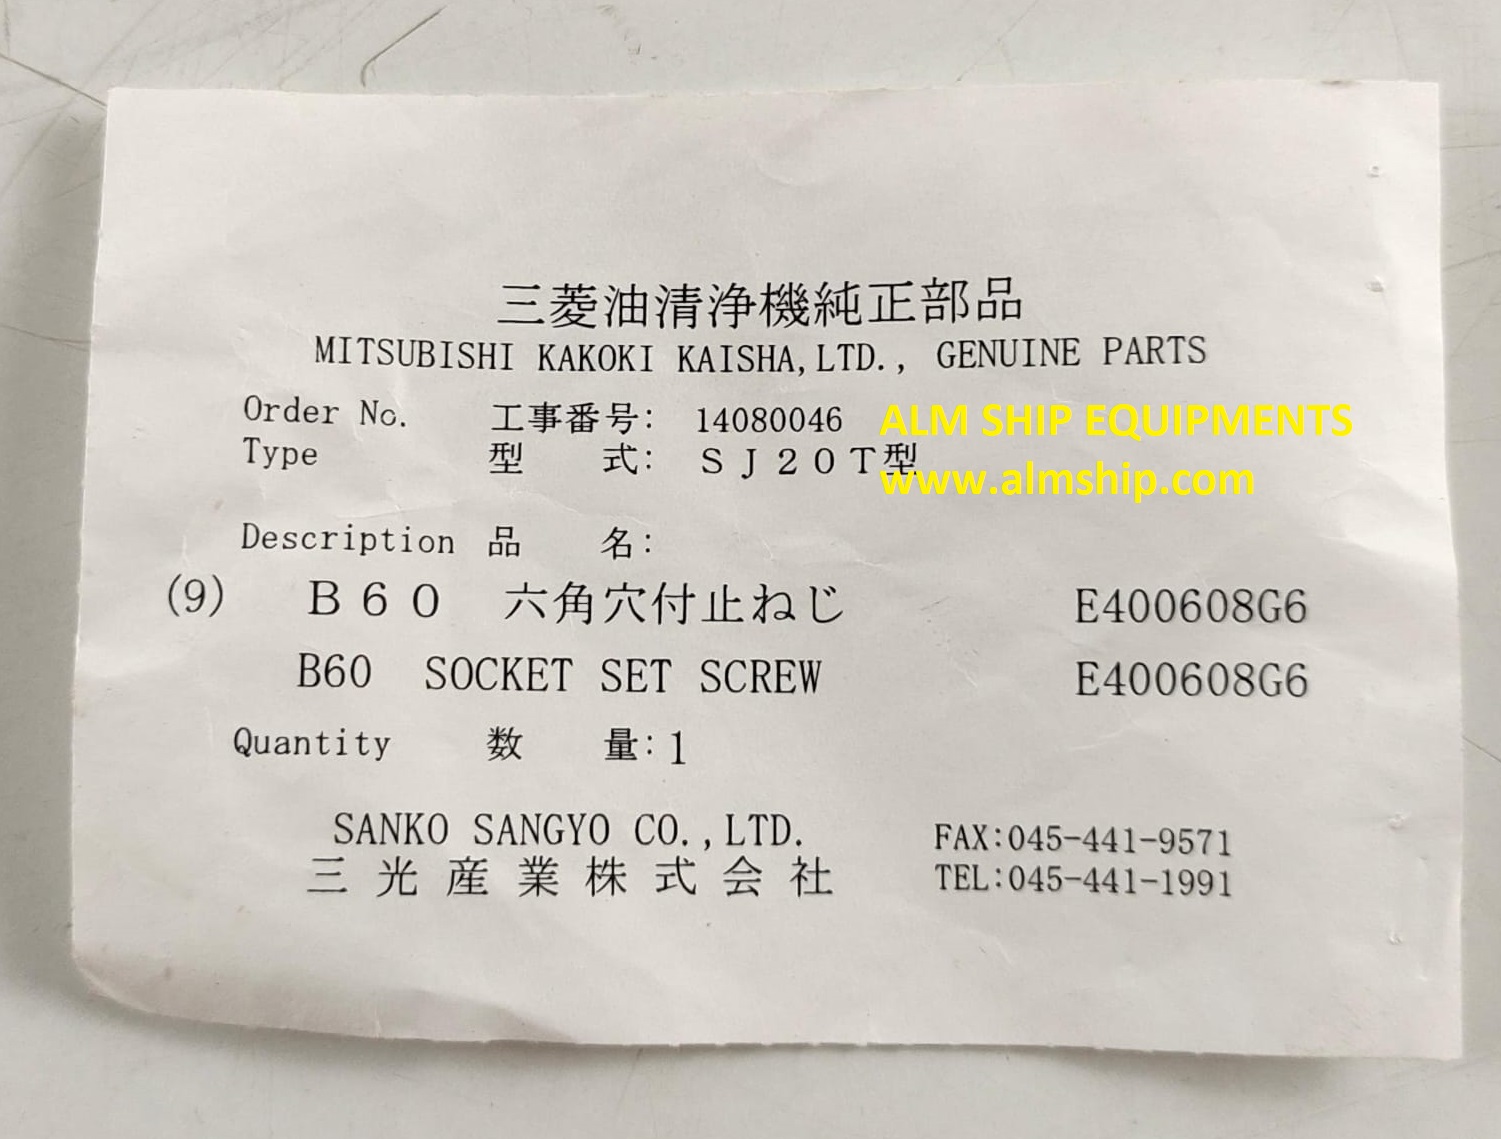 三菱油清浄機純正部品
MITSUBISHI KAKOKI KAISHA,LTD., GENUINE PARTS
Order No. 工事番号: 14080046
ALM SHIP EQUIPMENTS
Type 型 式: ＳＪ２０Ｔ型
www.almship.com
Description 品 名:
(9) Ｂ６０ 六角穴付止ねじ E400608G6
B60 SOCKET SET SCREW E400608G6
Quantity 数 量: 1
SANKO SANGYO CO.,LTD. FAX:045-441-9571
三光産業株式会社 TEL:045-441-1991